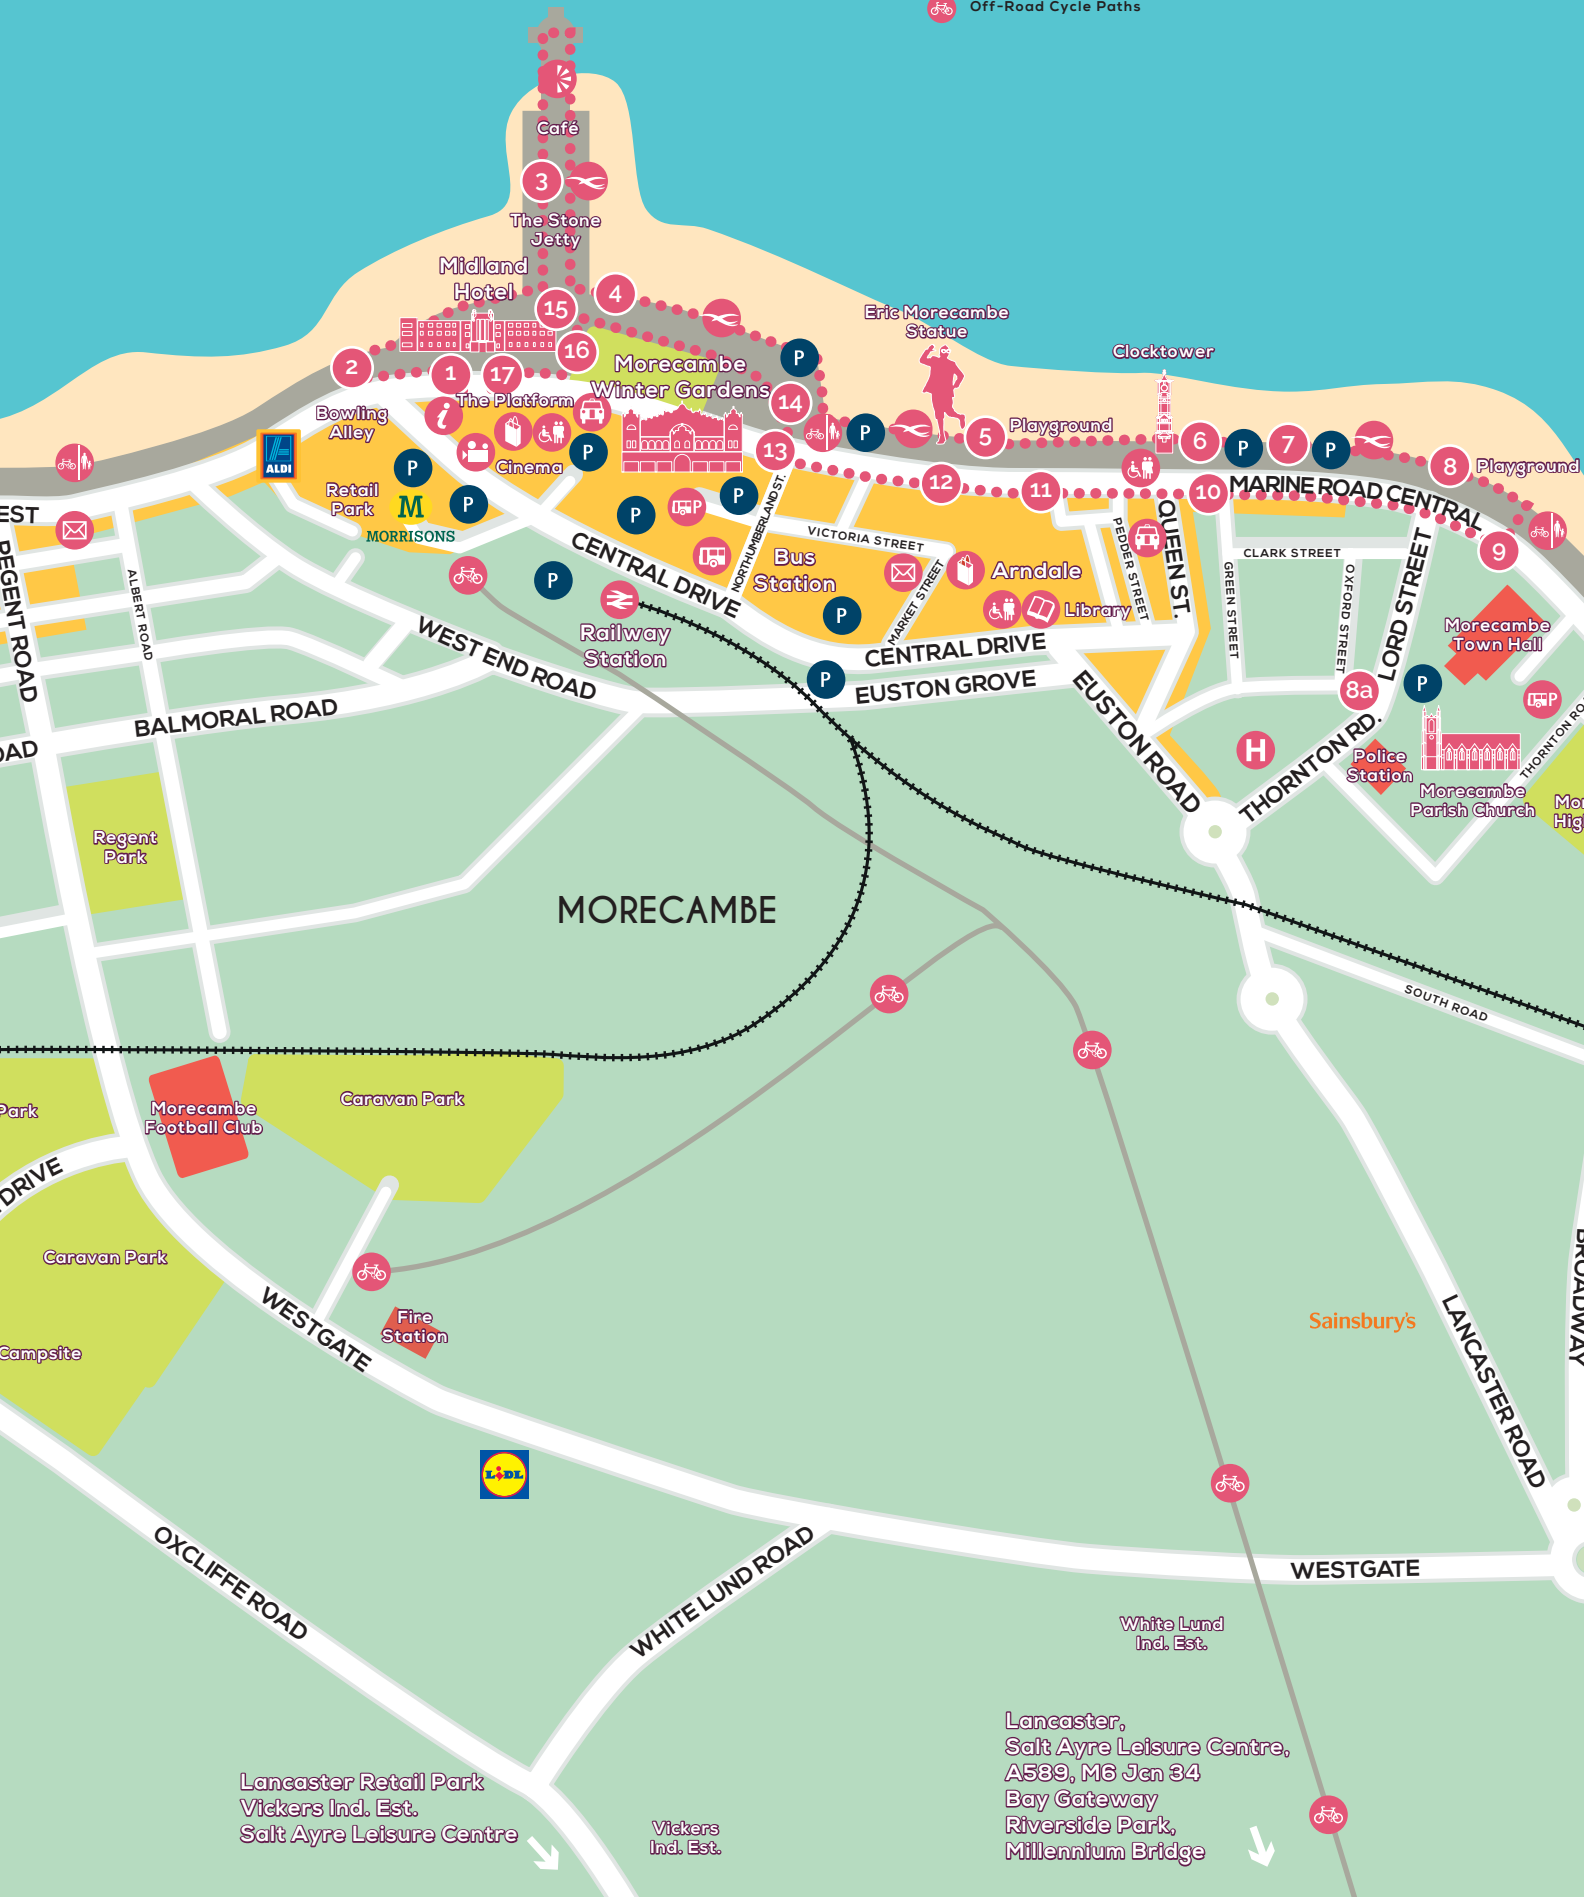 Off-Road Cycle Paths
Café
3
The Stone
Jetty
Midland
Hotel
15
4
16
2
1
17
The Platform
Morecambe
Winter Gardens
P
14
13
Eric Morecambe
Statue
Clocktower
P
5
Playground
6
P
7
P
8
Playground
Bowling
Alley
i
ALDI
P
Cinema
P
Retail
Park
M
MORRISONS
P
P
P
P
12
11
10
MARINE ROAD CENTRAL
9
EST
REGENT ROAD
ALBERT ROAD
P
CENTRAL DRIVE
NORTHUMBERLAND ST.
VICTORIA STREET
Bus
Station
P
MARKET STREET
Arndale
Library
PEDDER STREET
QUEEN ST.
GREEN STREET
CLARK STREET
OXFORD STREET
LORD STREET
Morecambe
Town Hall
Railway
Station
WEST END ROAD
CENTRAL DRIVE
P
EUSTON GROVE
EUSTON ROAD
8a
P
P
BALMORAL ROAD
OAD
H
THORNTON RD.
Police
Station
Morecambe
Parish Church
THORNTON RO
Mor
Hig
Regent
Park
MORECAMBE
SOUTH ROAD
Park
Morecambe
Football Club
Caravan Park
DRIVE
Caravan Park
Campsite
WESTGATE
Fire
Station
Sainsbury's
LANCASTER ROAD
BROADWAY
LIDL
OXCLIFFE ROAD
WHITE LUND ROAD
WESTGATE
White Lund
Ind. Est.
Lancaster,
Salt Ayre Leisure Centre,
A589, M6 Jcn 34
Bay Gateway
Riverside Park,
Millennium Bridge
Lancaster Retail Park
Vickers Ind. Est.
Salt Ayre Leisure Centre
Vickers
Ind. Est.